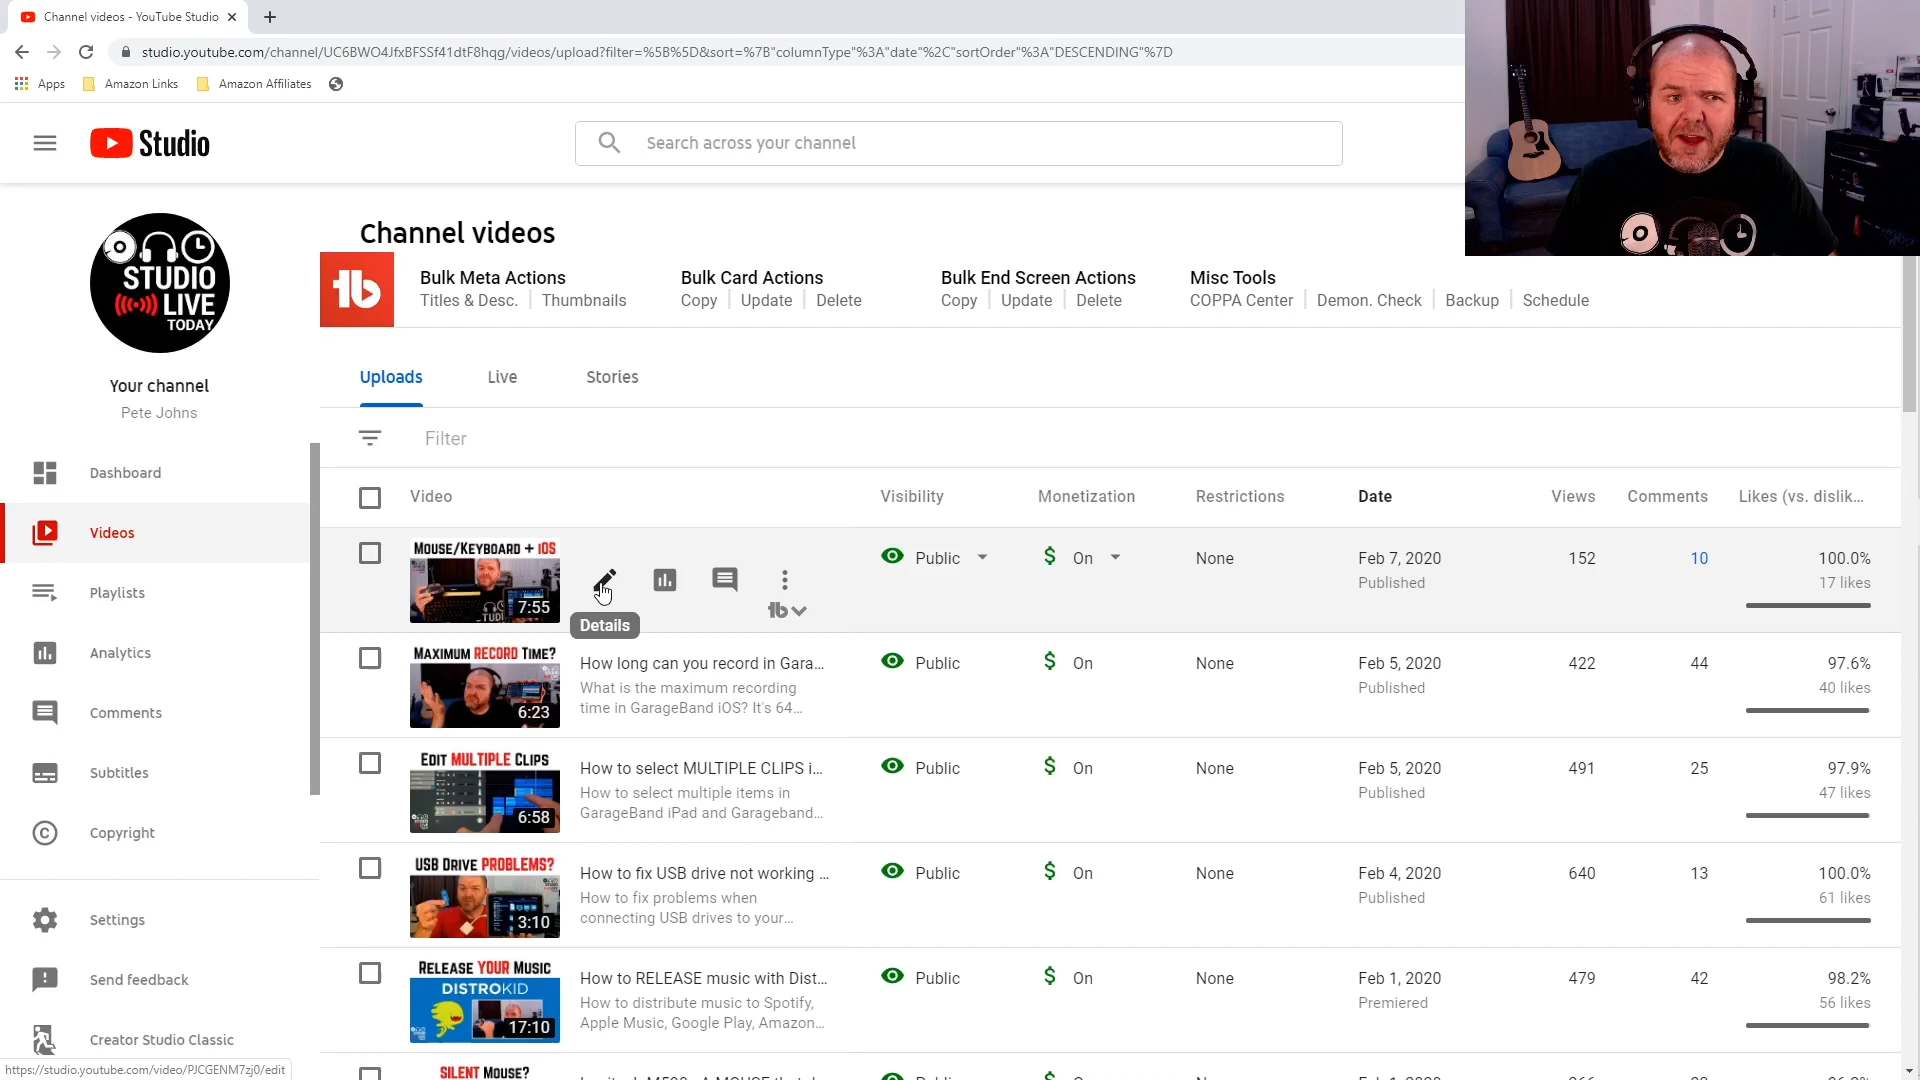 Channel videos - YouTube Studio
studio.youtube.com/channel/UC6BWO4JfxBFSSf41dtF8hqg/videos/upload?filter=%5B%5D&sort=%7B"columnType"%3A"date"%2C"sortOrder"%3A"DESCENDING"%7D
Apps Amazon Links Amazon Affiliates
Studio
Search across your channel
STUDIO
LIVE
TODAY
Your channel
Pete Johns
Dashboard
Videos
Playlists
Analytics
Comments
Subtitles
Copyright
Settings
Send feedback
Creator Studio Classic
https://studio.youtube.com/video/PJCGENM7zj0/edit
Channel videos
tb
Bulk Meta Actions
Titles & Desc. Thumbnails
Bulk Card Actions
Copy Update Delete
Bulk End Screen Actions
Copy Update Delete
Misc Tools
COPPA Center Demon. Check Backup Schedule
Uploads Live Stories
Filter
Video Visibility Monetization Restrictions Date Views Comments Likes (vs. dislik...
MOUSE/KEYBOARD + iOS
7:55
tb
Details
Public $ On None Feb 7, 2020 152 10 100.0%
Published 17 likes
MAXIMUM RECORD TIME?
6:23
How long can you record in Gara...
What is the maximum recording
time in GarageBand iOS? It's 64...
Public $ On None Feb 5, 2020 422 44 97.6%
Published 40 likes
EDIT MULTIPLE CLIPS
6:58
How to select MULTIPLE CLIPS i...
How to select multiple items in
GarageBand iPad and Garageband...
Public $ On None Feb 5, 2020 491 25 97.9%
Published 47 likes
USB DRIVE PROBLEMS?
3:10
How to fix USB drive not working ...
How to fix problems when
connecting USB drives to your...
Public $ On None Feb 4, 2020 640 13 100.0%
Published 61 likes
RELEASE YOUR MUSIC
DISTROKID
17:10
How to RELEASE music with Dist...
How to distribute music to Spotify,
Apple Music, Google Play, Amazon...
Public $ On None Feb 1, 2020 479 42 98.2%
Premiered 56 likes
SILENT MOUSE?